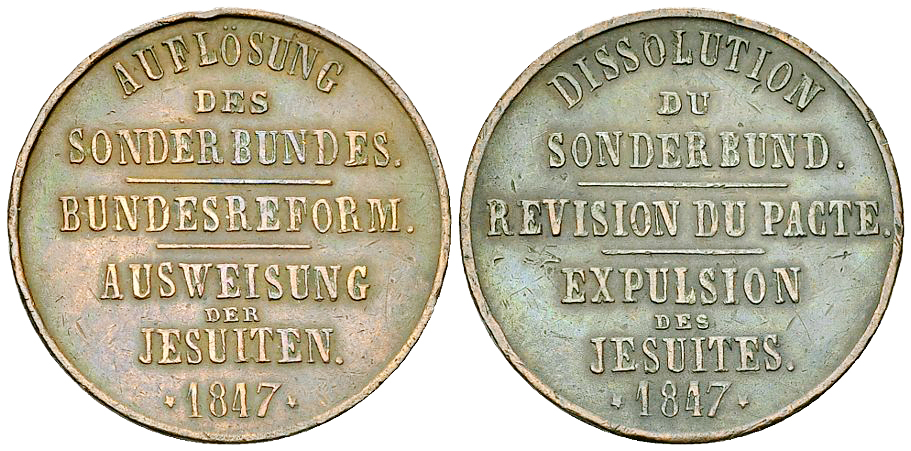 AUFLÖSUNG
DES
SONDERBUNDES.
BUNDESREFORM.
AUSWEISUNG
DER
JESUITEN.
1847
DISSOLUTION
DU
SONDERBUND.
REVISION DU PACTE.
EXPULSION
DES
JESUITES.
1847